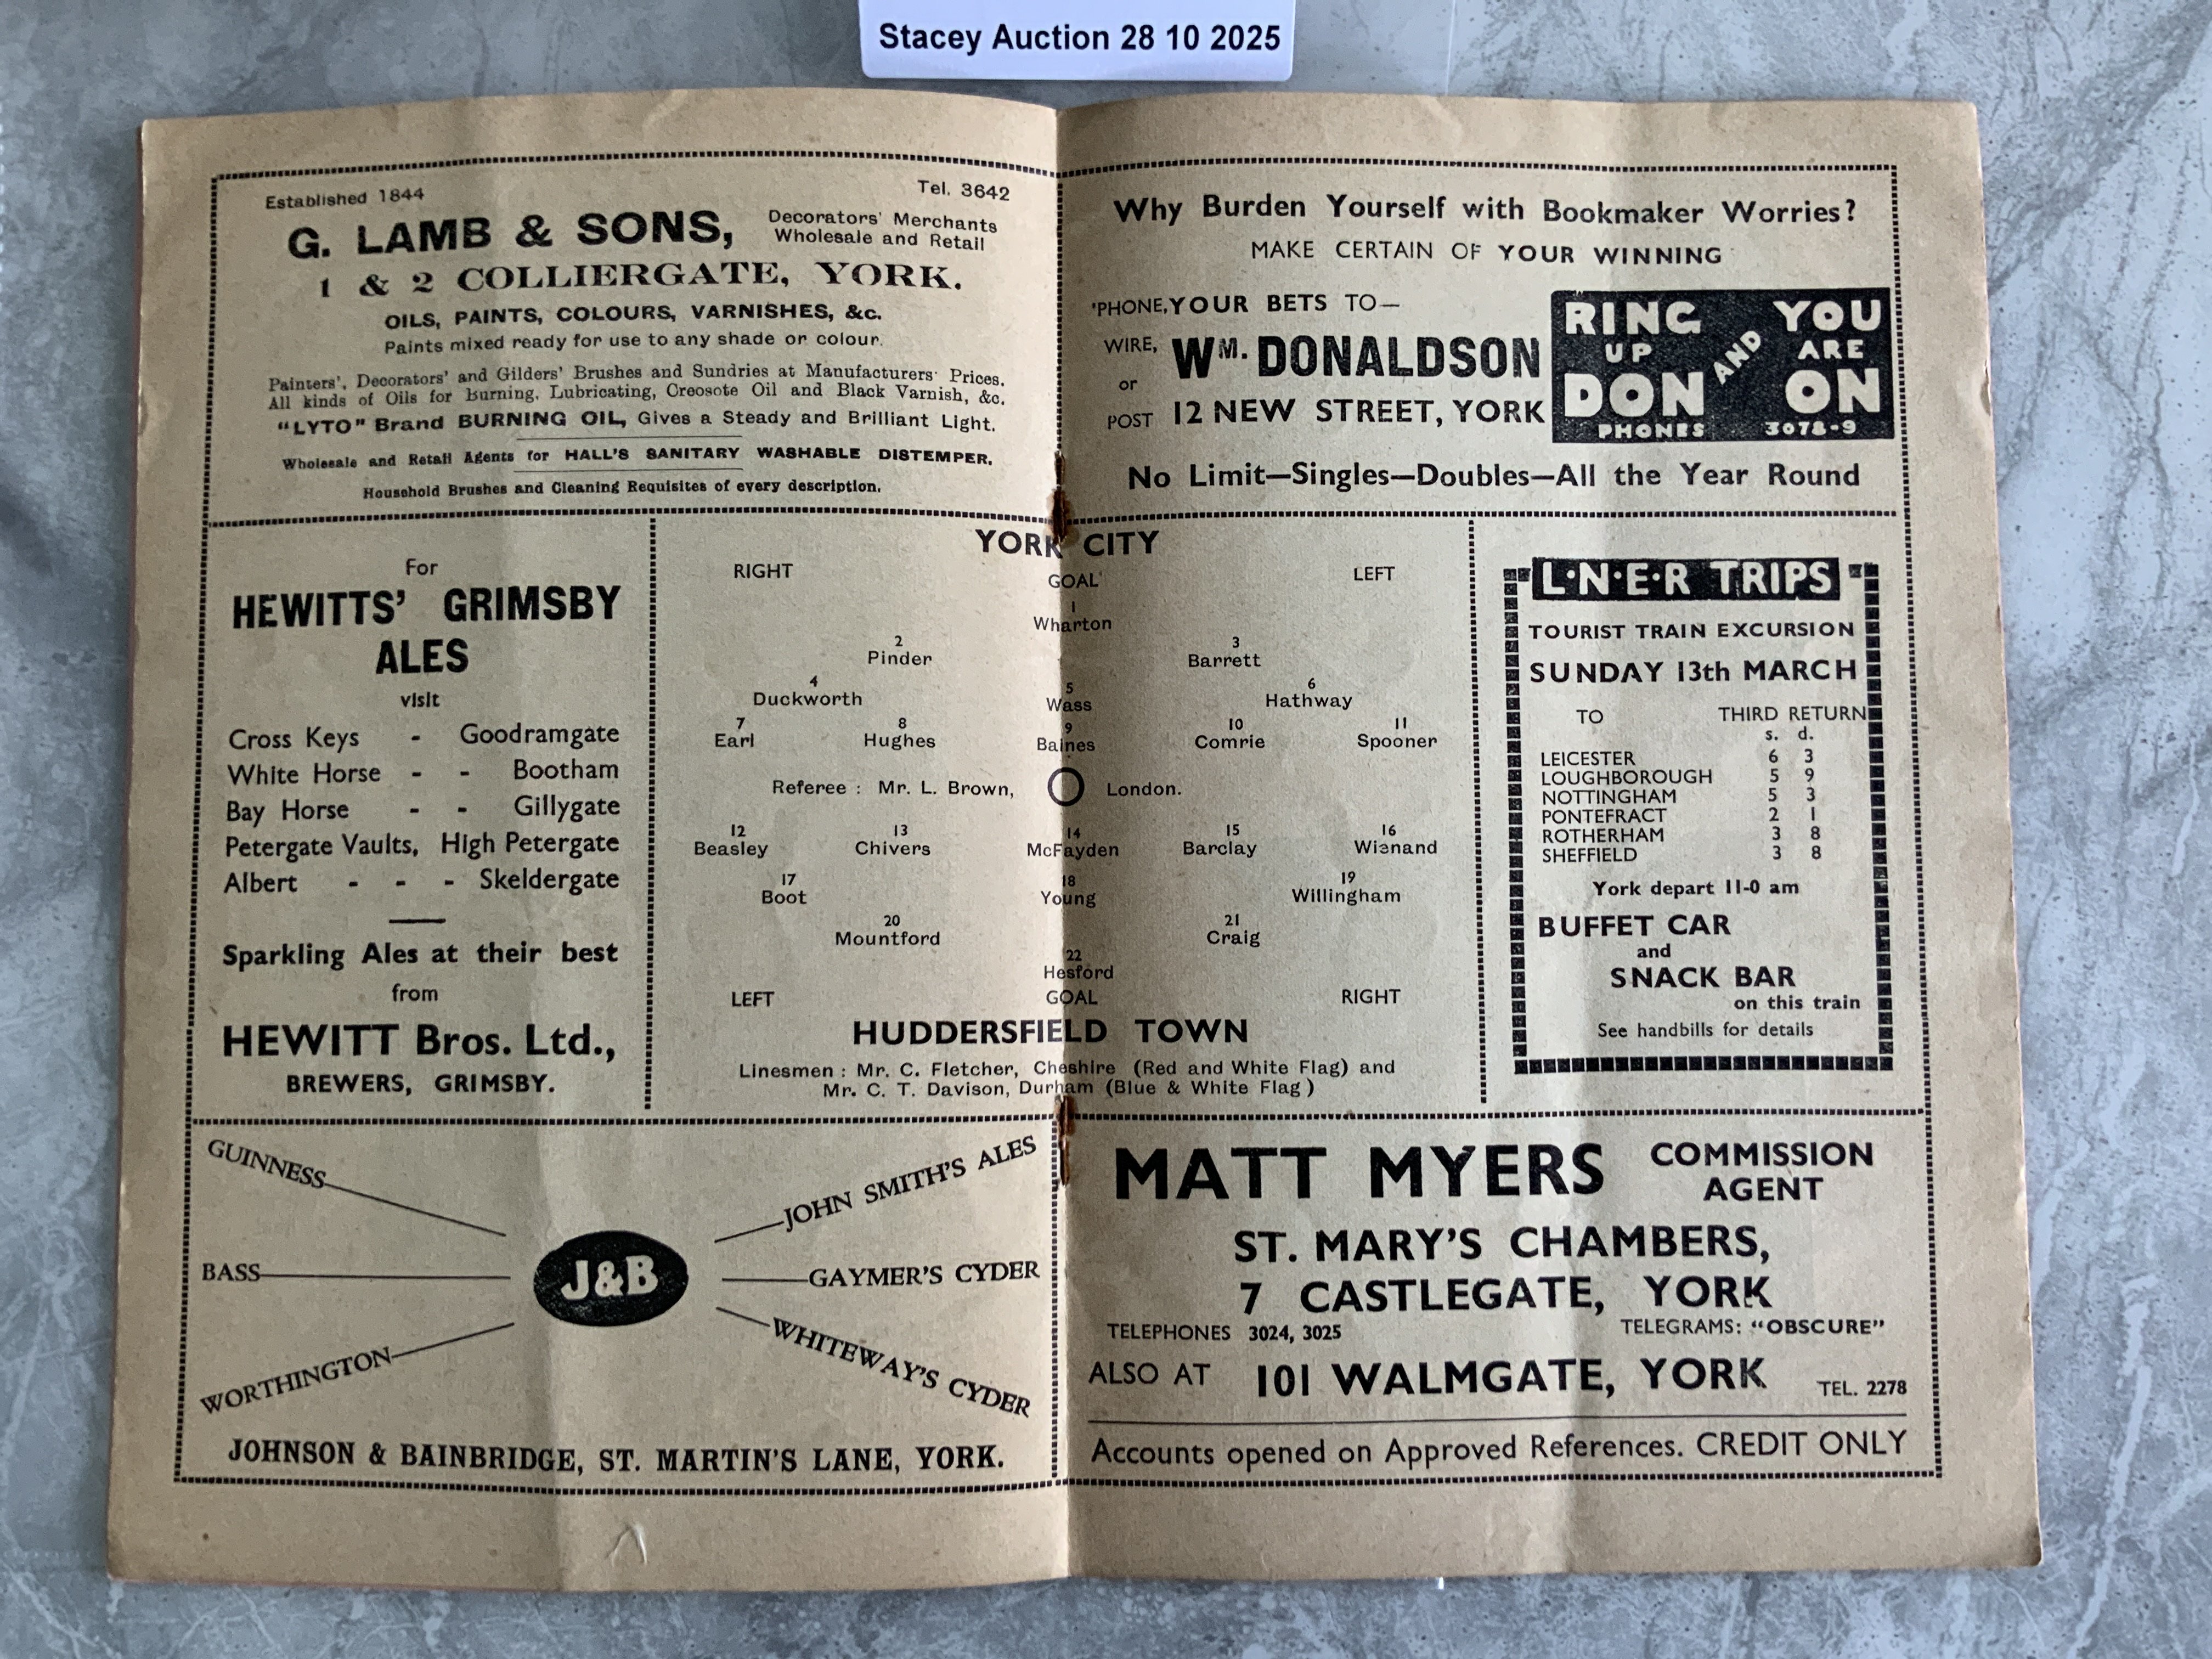 Stacey Auction 28 10 2025
Established 1844
Tel. 3642
G. LAMB & SONS,
Decorators' Merchants
Wholesale and Retail
1 & 2 COLLIERGATE, YORK.
OILS, PAINTS, COLOURS, VARNISHES, &c.
Paints mixed ready for use to any shade or colour.
Painters', Decorators' and Gilders' Brushes and Sundries at Manufacturers' Prices.
All kinds of Oils for Burning, Lubricating, Creosote Oil and Black Varnish, &c.
"LYTO" Brand BURNING OIL, Gives a Steady and Brilliant Light.
Wholesale and Retail Agents for HALL'S SANITARY WASHABLE DISTEMPER.
Household Brushes and Cleaning Requisites of every description.
Why Burden Yourself with Bookmaker Worries?
MAKE CERTAIN OF YOUR WINNING
'PHONE, YOUR BETS TO—
WIRE,
or
POST
WM. DONALDSON
12 NEW STREET, YORK
RING UP DON
AND
YOU ARE ON
PHONES 3078-9
No Limit—Singles—Doubles—All the Year Round
For
HEWITTS' GRIMSBY
ALES
visit
Cross Keys - Goodramgate
White Horse - - Bootham
Bay Horse - - Gillygate
Petergate Vaults, High Petergate
Albert - - - Skeldergate
Sparkling Ales at their best
from
HEWITT Bros. Ltd.,
BREWERS, GRIMSBY.
YORK CITY
RIGHT GOAL LEFT
1
Wharton
2 3
Pinder Barrett
4 5 6
Duckworth Wass Hathway
7 8 9 10 11
Earl Hughes Baines Comrie Spooner
Referee : Mr. L. Brown, London.
12 13 14 15 16
Beasley Chivers McFayden Barclay Wienand
17 18 19
Boot Young Willingham
20 21
Mountford Craig
22
Hesford
LEFT GOAL RIGHT
HUDDERSFIELD TOWN
Linesmen : Mr. C. Fletcher, Cheshire (Red and White Flag) and
Mr. C. T. Davison, Durham (Blue & White Flag)
L·N·E·R TRIPS
TOURIST TRAIN EXCURSION
SUNDAY 13th MARCH
TO THIRD RETURN
s. d.
LEICESTER 6 3
LOUGHBOROUGH 5 9
NOTTINGHAM 5 3
PONTEFRACT 2 1
ROTHERHAM 3 8
SHEFFIELD 3 8
York depart 11-0 am
BUFFET CAR
and
SNACK BAR
on this train
See handbills for details
GUINNESS
BASS
WORTHINGTON
J&B
JOHN SMITH'S ALES
GAYMER'S CYDER
WHITEWAY'S CYDER
JOHNSON & BAINBRIDGE, ST. MARTIN'S LANE, YORK.
MATT MYERS
COMMISSION
AGENT
ST. MARY'S CHAMBERS,
7 CASTLEGATE, YORK
TELEPHONES 3024, 3025
TELEGRAMS: "OBSCURE"
ALSO AT 101 WALMGATE, YORK TEL. 2278
Accounts opened on Approved References. CREDIT ONLY